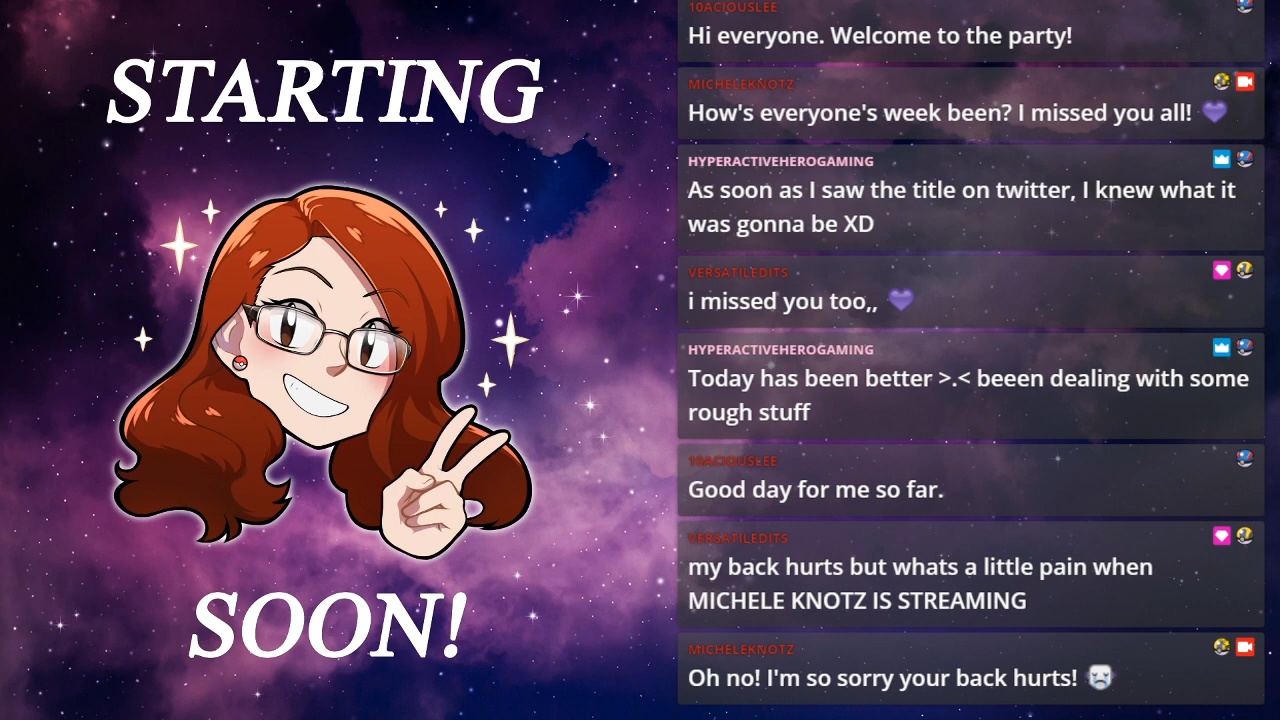 STARTING
SOON!
10ACIOUSLEE
Hi everyone. Welcome to the party!
MICHELEKNOTZ
How's everyone's week been? I missed you all!
HYPERACTIVEHEROGAMING
As soon as I saw the title on twitter, I knew what it
was gonna be XD
VERSATILEDITS
i missed you too,,
HYPERACTIVEHEROGAMING
Today has been better >.< beeen dealing with some
rough stuff
10ACIOUSLEE
Good day for me so far.
VERSATILEDITS
my back hurts but whats a little pain when
MICHELE KNOTZ IS STREAMING
MICHELEKNOTZ
Oh no! I'm so sorry your back hurts!